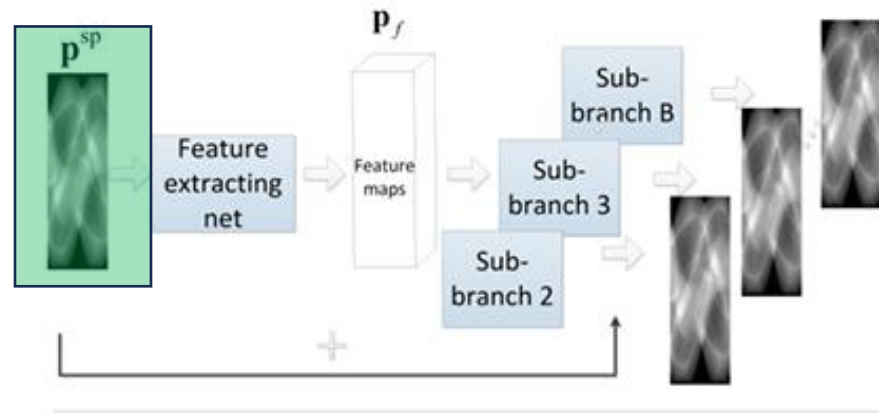 p^sp
Feature
extracting
net
p_f
Feature
maps
Sub-
branch B
Sub-
branch 3
Sub-
branch 2